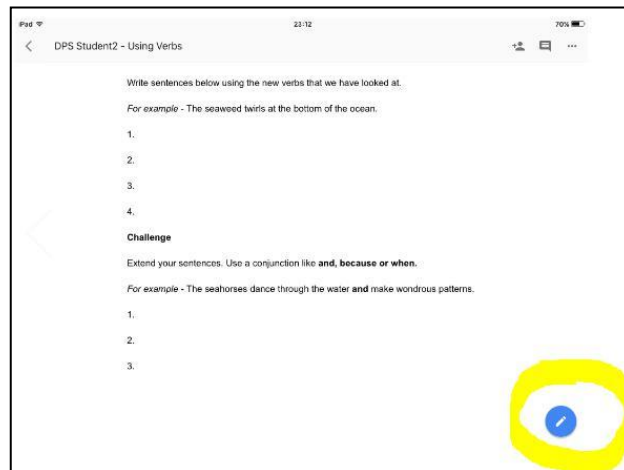 iPad 23:12 70%
DPS Student2 - Using Verbs
Write sentences below using the new verbs that we have looked at.
For example - The seaweed twirls at the bottom of the ocean.
1.
2.
3.
4.
Challenge
Extend your sentences. Use a conjunction like and, because or when.
For example - The seahorses dance through the water and make wondrous patterns.
1.
2.
3.